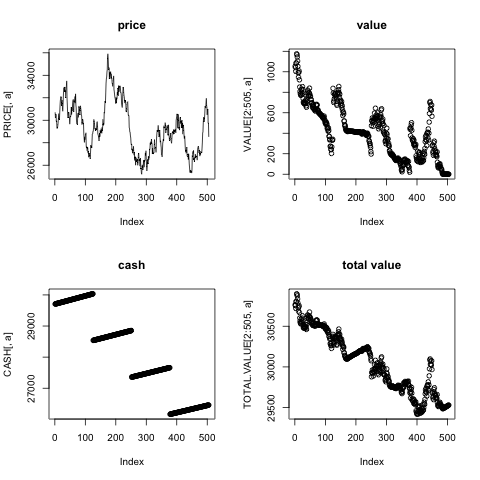 price
PRICE[, a]
26000 30000 34000
0 100 200 300 400 500
Index
value
VALUE[2:505, a]
0 200 600 1000
0 100 200 300 400 500
Index
cash
CASH[, a]
27000 29000
0 100 200 300 400 500
Index
total value
TOTAL.VALUE[2:505, a]
29500 30000 30500
0 100 200 300 400 500
Index